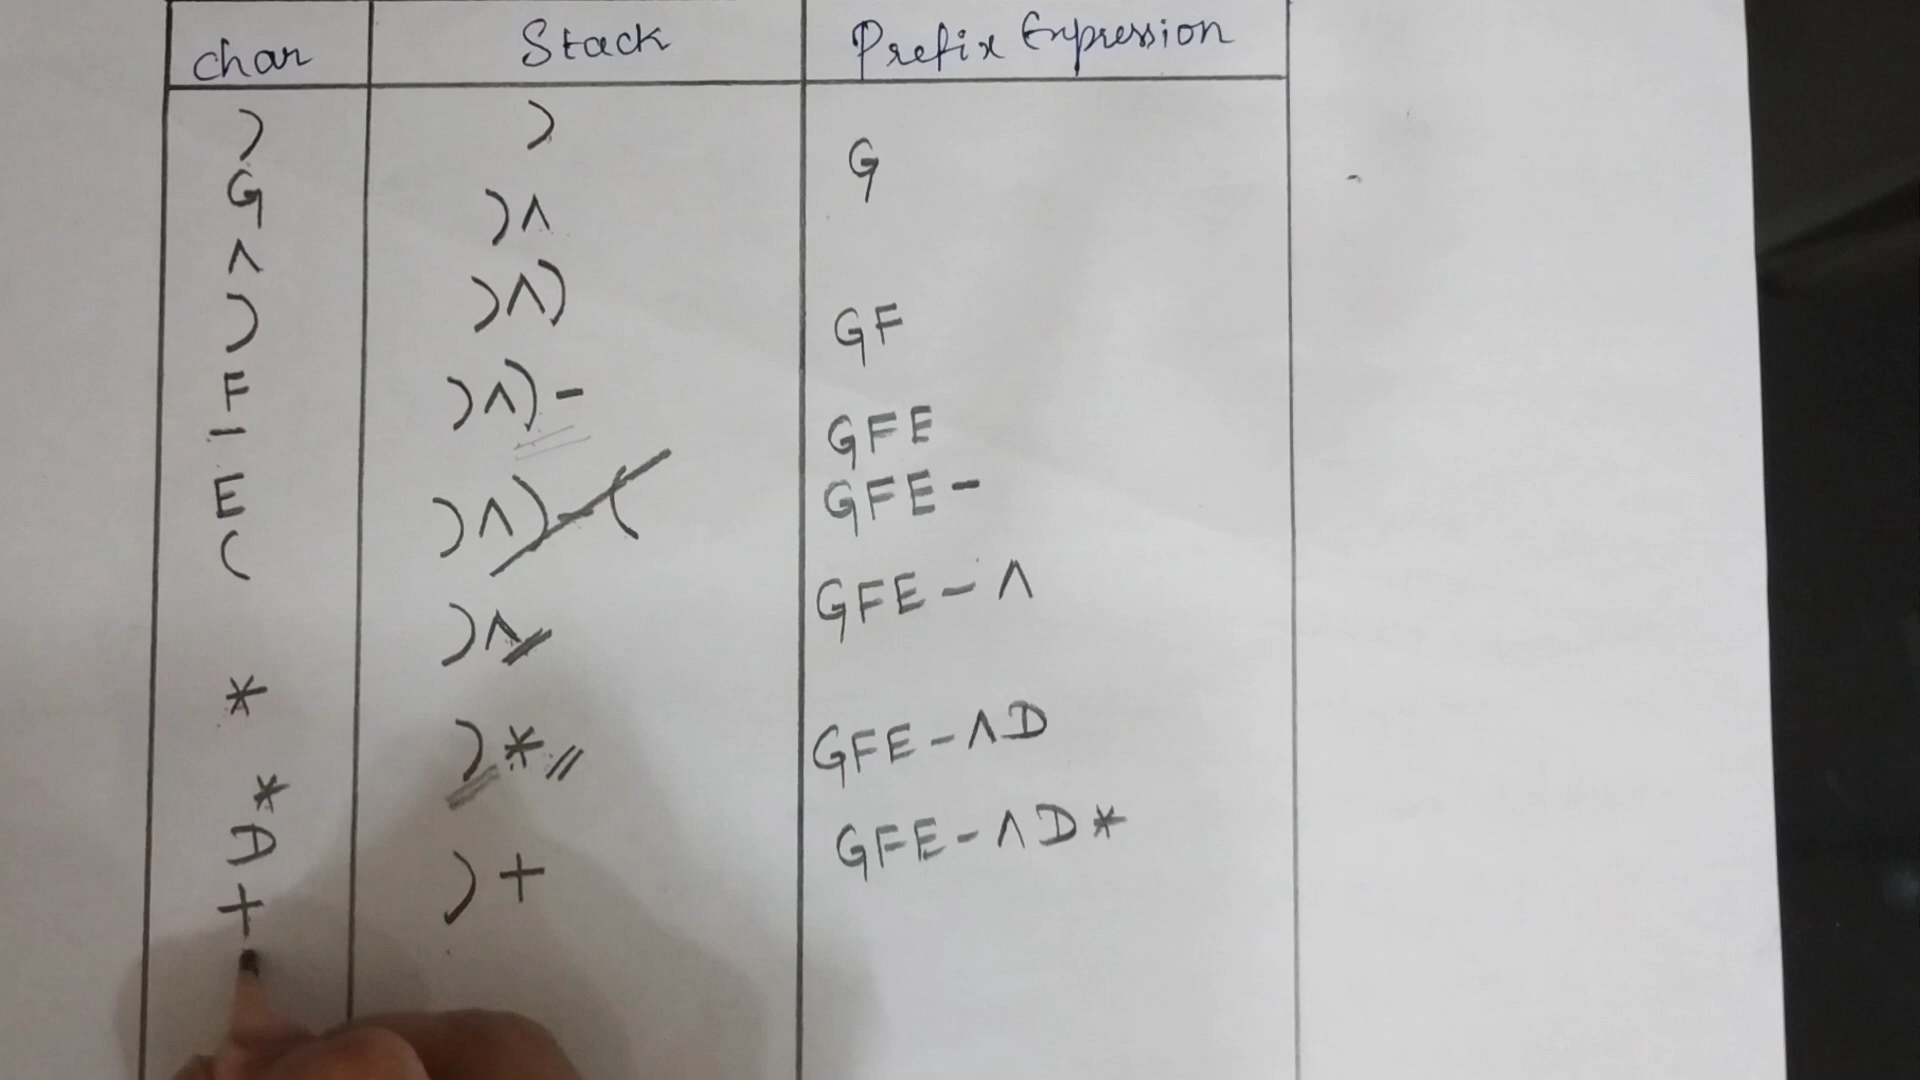 Char Stack Prefix Expression
) )
G
G )^
^
) )^) GF
F )^)-
- GFE
E )^)-( GFE-
(
)^ GFE-^
*
)* GFE-^D
*
D GFE-^D*
+ )+